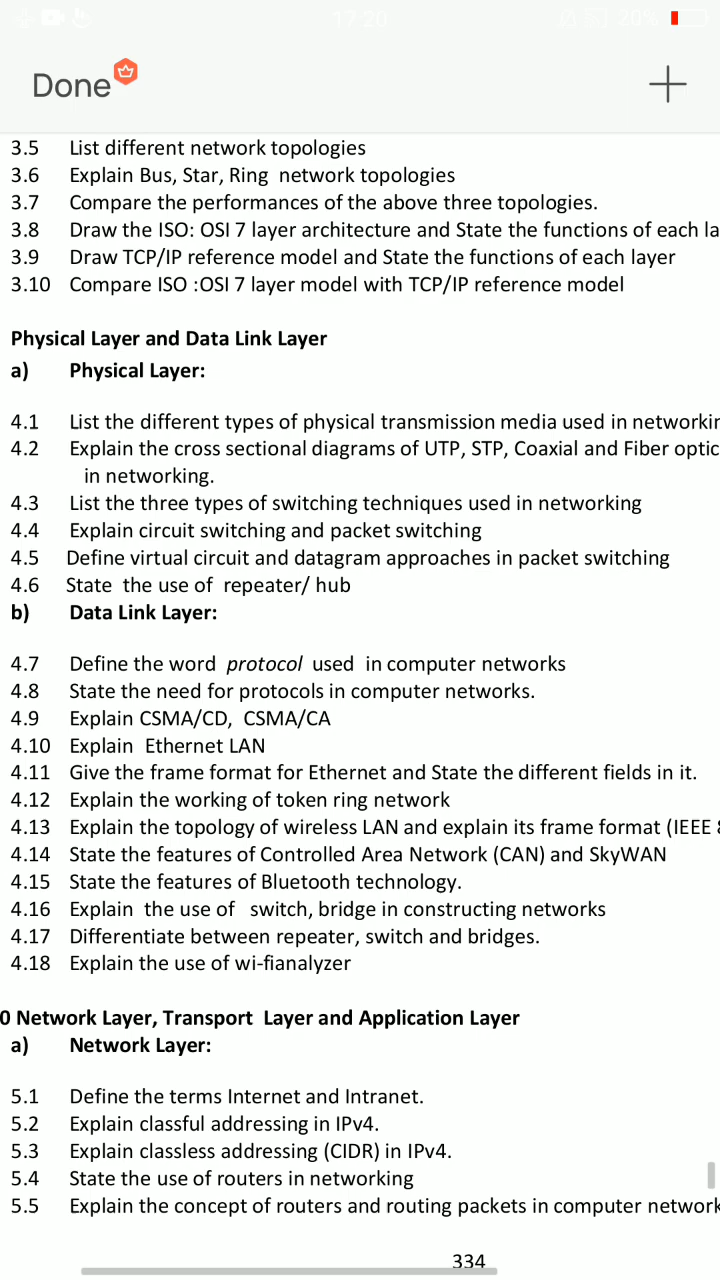 17:20
20%
Done
3.5 List different network topologies
3.6 Explain Bus, Star, Ring network topologies
3.7 Compare the performances of the above three topologies.
3.8 Draw the ISO: OSI 7 layer architecture and State the functions of each la
3.9 Draw TCP/IP reference model and State the functions of each layer
3.10 Compare ISO :OSI 7 layer model with TCP/IP reference model
Physical Layer and Data Link Layer
a) Physical Layer:
4.1 List the different types of physical transmission media used in networkin
4.2 Explain the cross sectional diagrams of UTP, STP, Coaxial and Fiber optic
in networking.
4.3 List the three types of switching techniques used in networking
4.4 Explain circuit switching and packet switching
4.5 Define virtual circuit and datagram approaches in packet switching
4.6 State the use of repeater/ hub
b) Data Link Layer:
4.7 Define the word protocol used in computer networks
4.8 State the need for protocols in computer networks.
4.9 Explain CSMA/CD, CSMA/CA
4.10 Explain Ethernet LAN
4.11 Give the frame format for Ethernet and State the different fields in it.
4.12 Explain the working of token ring network
4.13 Explain the topology of wireless LAN and explain its frame format (IEEE
4.14 State the features of Controlled Area Network (CAN) and SkyWAN
4.15 State the features of Bluetooth technology.
4.16 Explain the use of switch, bridge in constructing networks
4.17 Differentiate between repeater, switch and bridges.
4.18 Explain the use of wi-fianalyzer
0 Network Layer, Transport Layer and Application Layer
a) Network Layer:
5.1 Define the terms Internet and Intranet.
5.2 Explain classful addressing in IPv4.
5.3 Explain classless addressing (CIDR) in IPv4.
5.4 State the use of routers in networking
5.5 Explain the concept of routers and routing packets in computer network
334